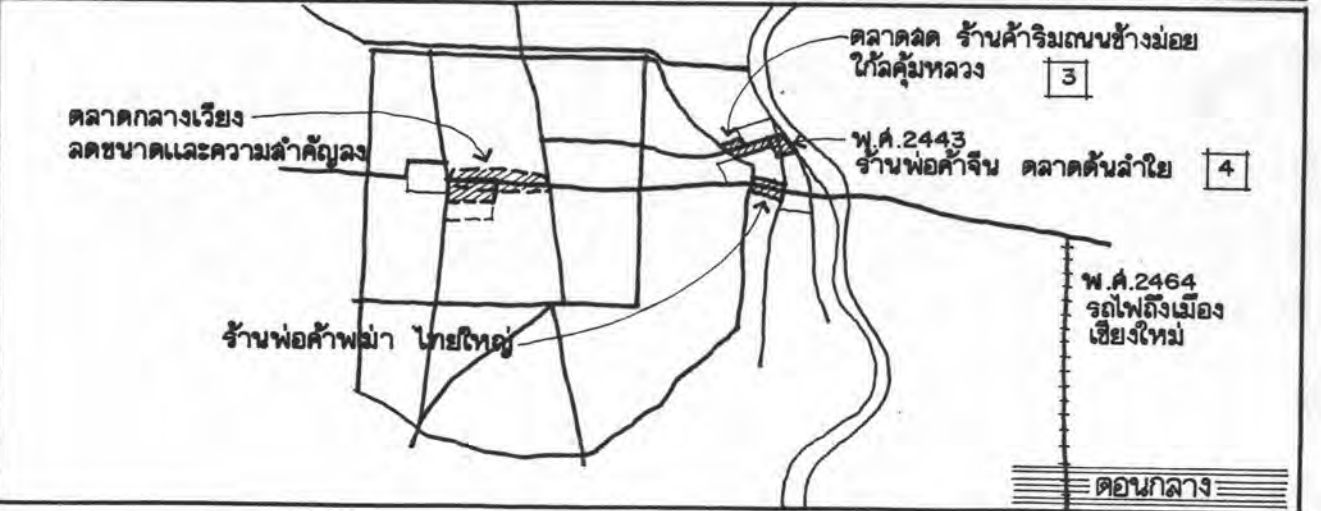 ตลาดสด ร้านค้าริมถนนช้างม่อย
ใกล้คุ้มหลวง
3
ตลาดกลางเวียง
ลดขนาดและความสำคัญลง
พ.ศ.2443
ร้านพ่อค้าจีน ตลาดต้นลำใย
4
พ.ศ.2464
รถไฟถึงเมือง
เชียงใหม่
ร้านพ่อค้าพม่า ไทยใหญ่
ตอนกลาง